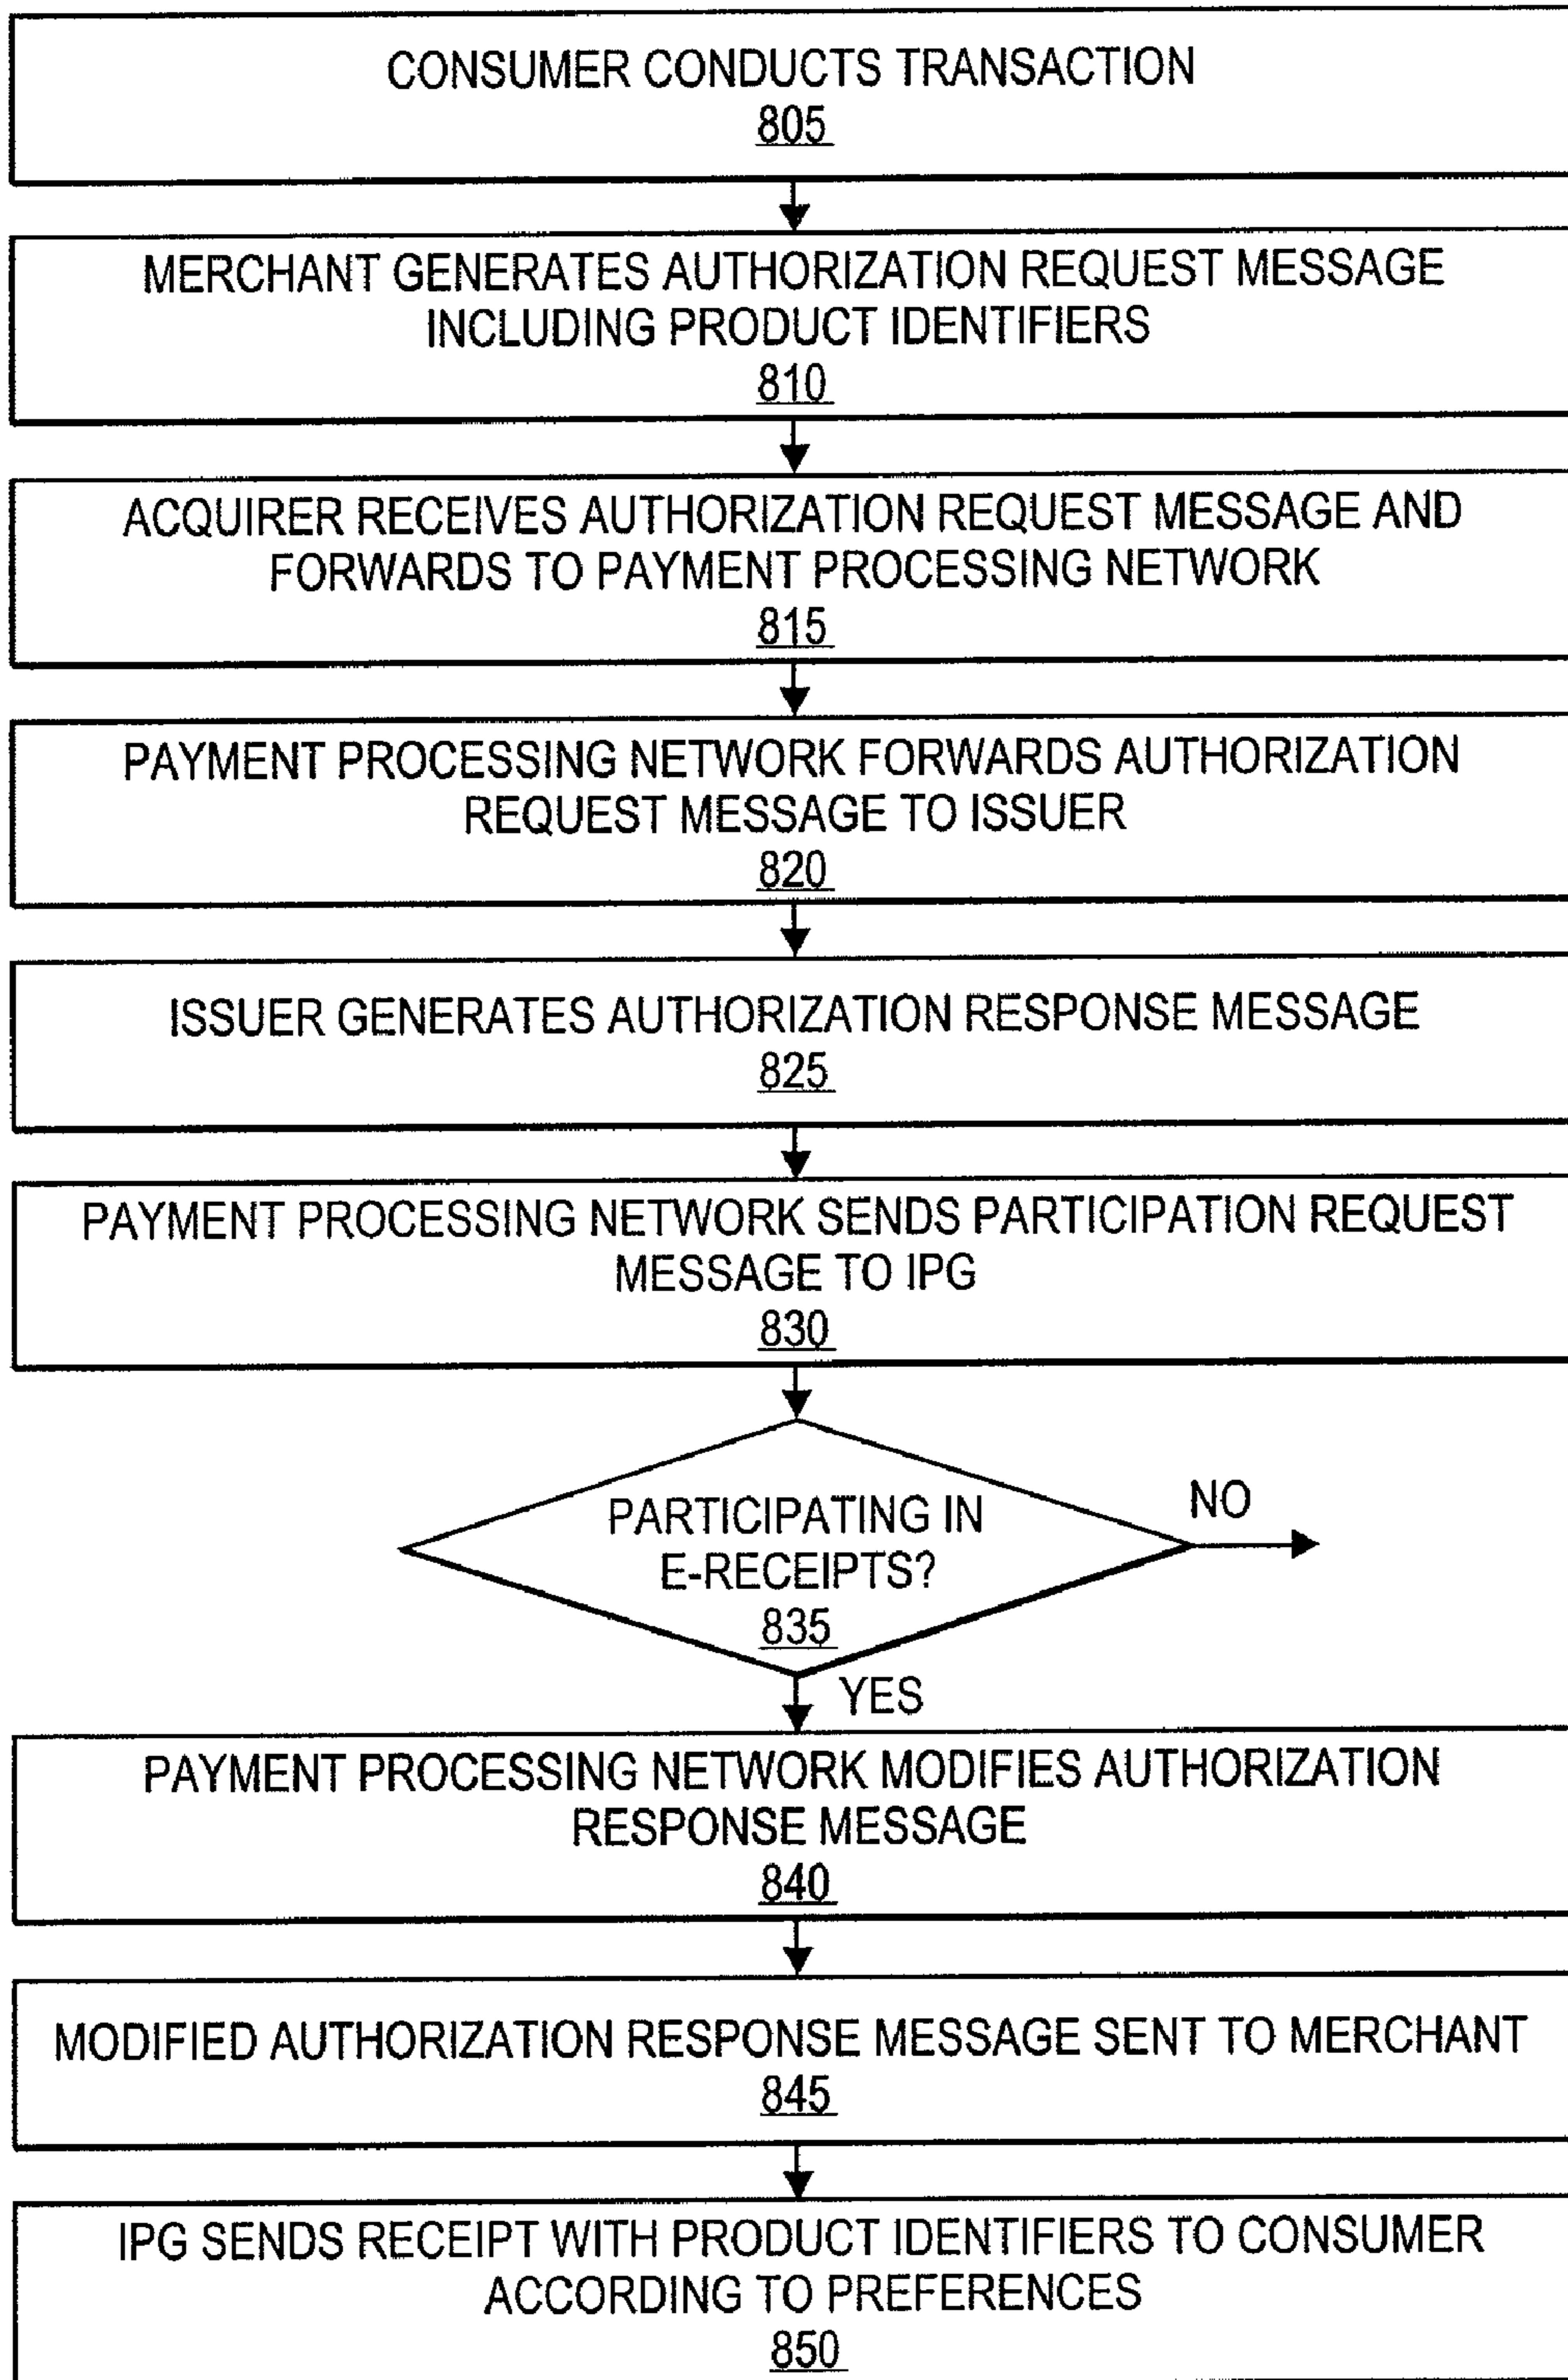 CONSUMER CONDUCTS TRANSACTION
805
MERCHANT GENERATES AUTHORIZATION REQUEST MESSAGE
INCLUDING PRODUCT IDENTIFIERS
810
ACQUIRER RECEIVES AUTHORIZATION REQUEST MESSAGE AND
FORWARDS TO PAYMENT PROCESSING NETWORK
815
PAYMENT PROCESSING NETWORK FORWARDS AUTHORIZATION
REQUEST MESSAGE TO ISSUER
820
ISSUER GENERATES AUTHORIZATION RESPONSE MESSAGE
825
PAYMENT PROCESSING NETWORK SENDS PARTICIPATION REQUEST
MESSAGE TO IPG
830
PARTICIPATING IN
E-RECEIPTS?
835
NO
YES
PAYMENT PROCESSING NETWORK MODIFIES AUTHORIZATION
RESPONSE MESSAGE
840
MODIFIED AUTHORIZATION RESPONSE MESSAGE SENT TO MERCHANT
845
IPG SENDS RECEIPT WITH PRODUCT IDENTIFIERS TO CONSUMER
ACCORDING TO PREFERENCES
850